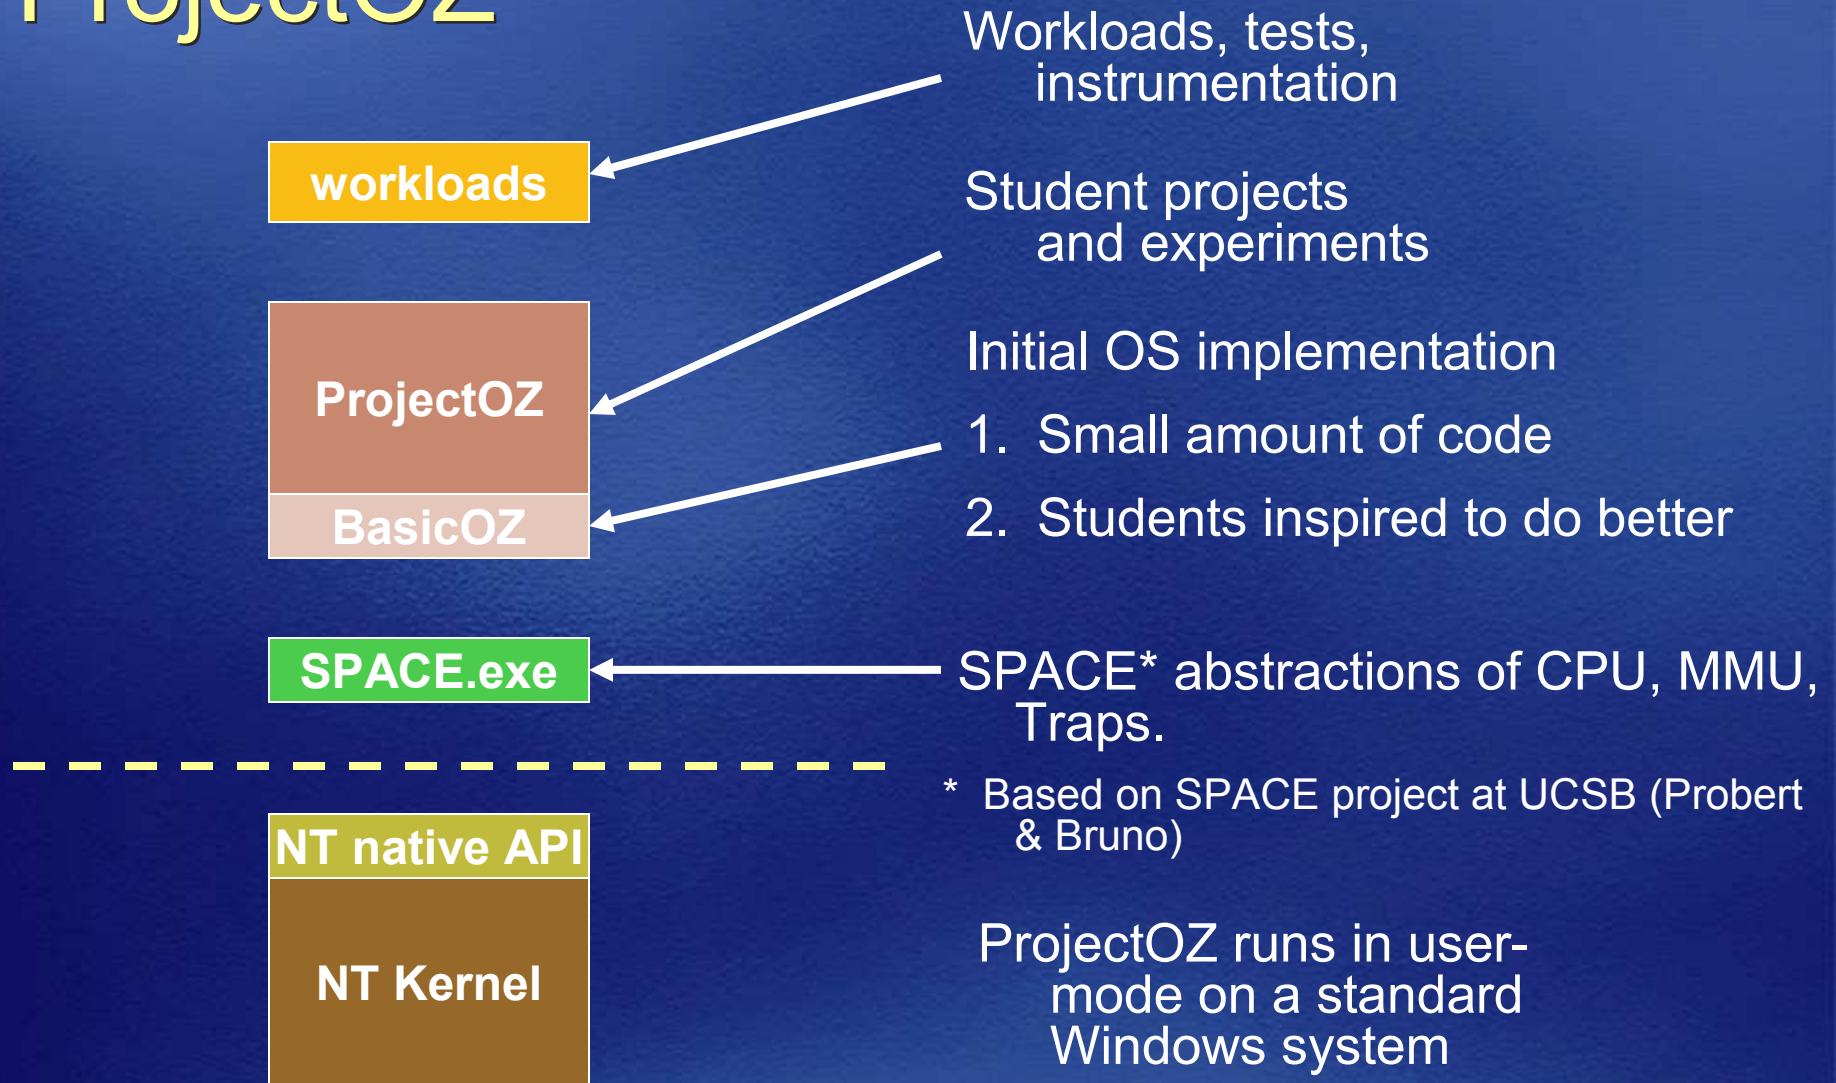 ProjectOZ
Workloads, tests,
instrumentation
workloads
Student projects
and experiments
ProjectOZ
Initial OS implementation
1. Small amount of code
2. Students inspired to do better
BasicOZ
SPACE.exe
SPACE* abstractions of CPU, MMU,
Traps.
* Based on SPACE project at UCSB (Probert
& Bruno)
NT native API
NT Kernel
ProjectOZ runs in user-
mode on a standard
Windows system